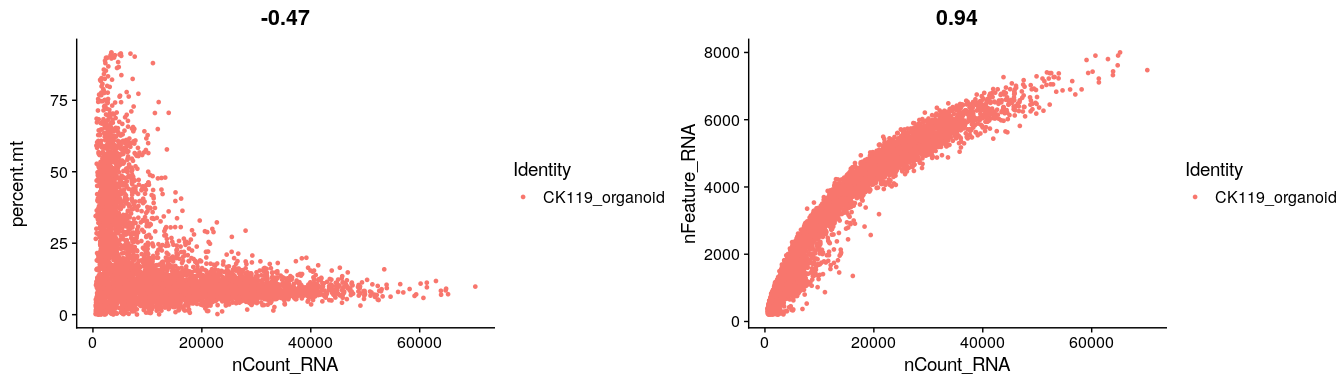 -0.47
percent.mt
75
50
25
0
0
20000
40000
60000
nCount_RNA
Identity
CK119_organoid
0.94
nFeature_RNA
8000
6000
4000
2000
0
0
20000
40000
60000
nCount_RNA
Identity
CK119_organoid